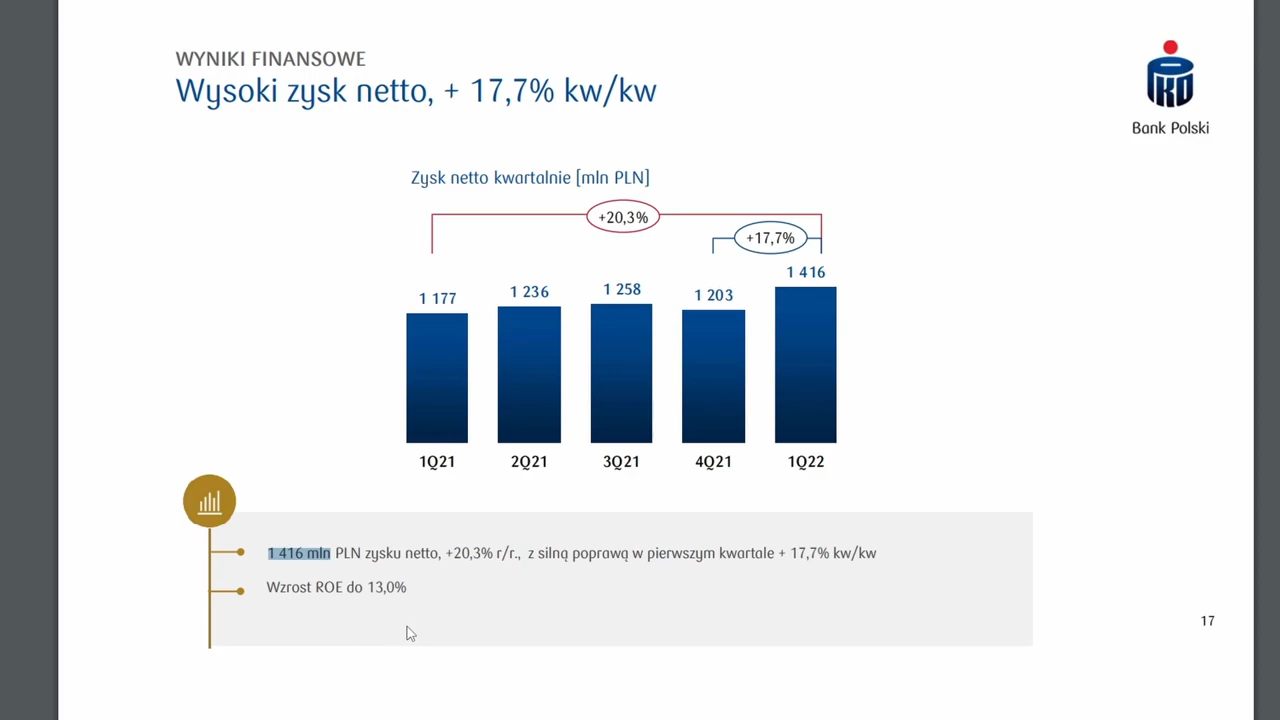 WYNIKI FINANSOWE
Wysoki zysk netto, + 17,7% kw/kw
PKO
Bank Polski
Zysk netto kwartalnie [mln PLN]
+20,3%
+17,7%
1 177
1 236
1 258
1 203
1 416
1Q21
2Q21
3Q21
4Q21
1Q22
1 416 mln PLN zysku netto, +20,3% r/r., z silną poprawą w pierwszym kwartale + 17,7% kw/kw
Wzrost ROE do 13,0%
17